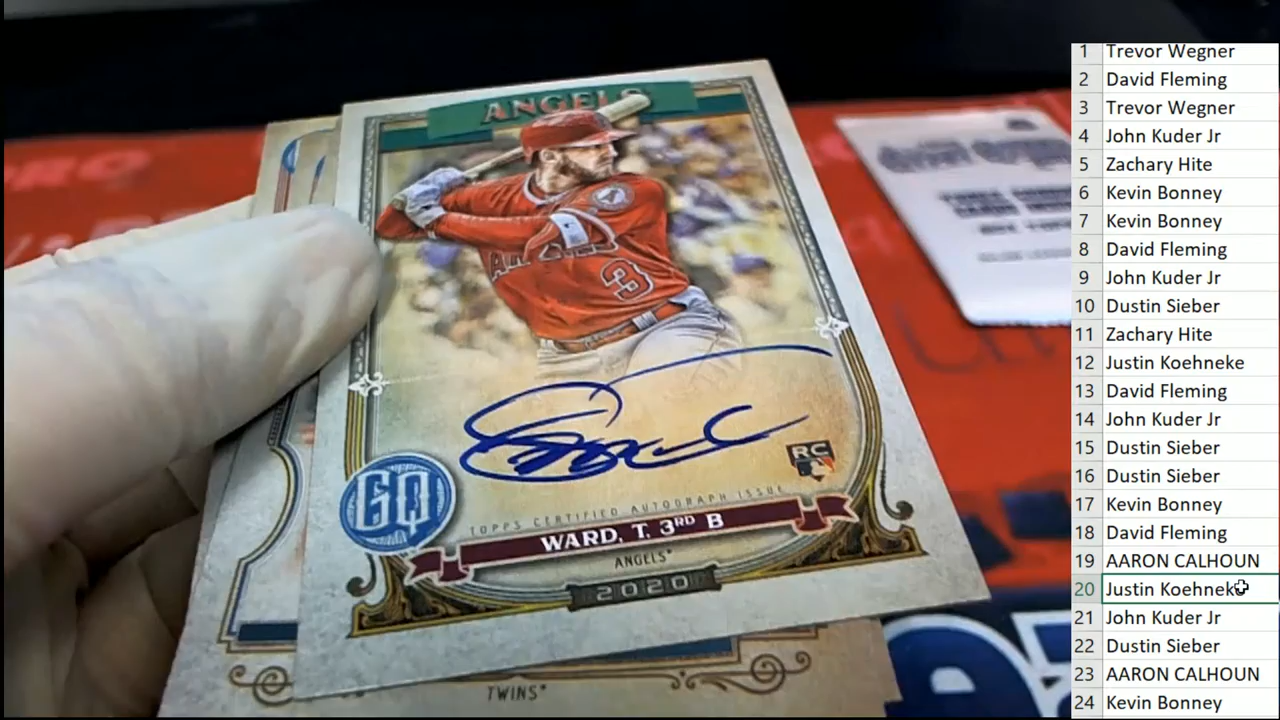 ANGELS
ANGELS
3
RC
GQ
TOPPS CERTIFIED AUTOGRAPH ISSUE
WARD, T. 3RD B
ANGELS
2020
TWINS
1 Trevor Wegner
2 David Fleming
3 Trevor Wegner
4 John Kuder Jr
5 Zachary Hite
6 Kevin Bonney
7 Kevin Bonney
8 David Fleming
9 John Kuder Jr
10 Dustin Sieber
11 Zachary Hite
12 Justin Koehneke
13 David Fleming
14 John Kuder Jr
15 Dustin Sieber
16 Dustin Sieber
17 Kevin Bonney
18 David Fleming
19 AARON CALHOUN
20 Justin Koehneke
21 John Kuder Jr
22 Dustin Sieber
23 AARON CALHOUN
24 Kevin Bonney